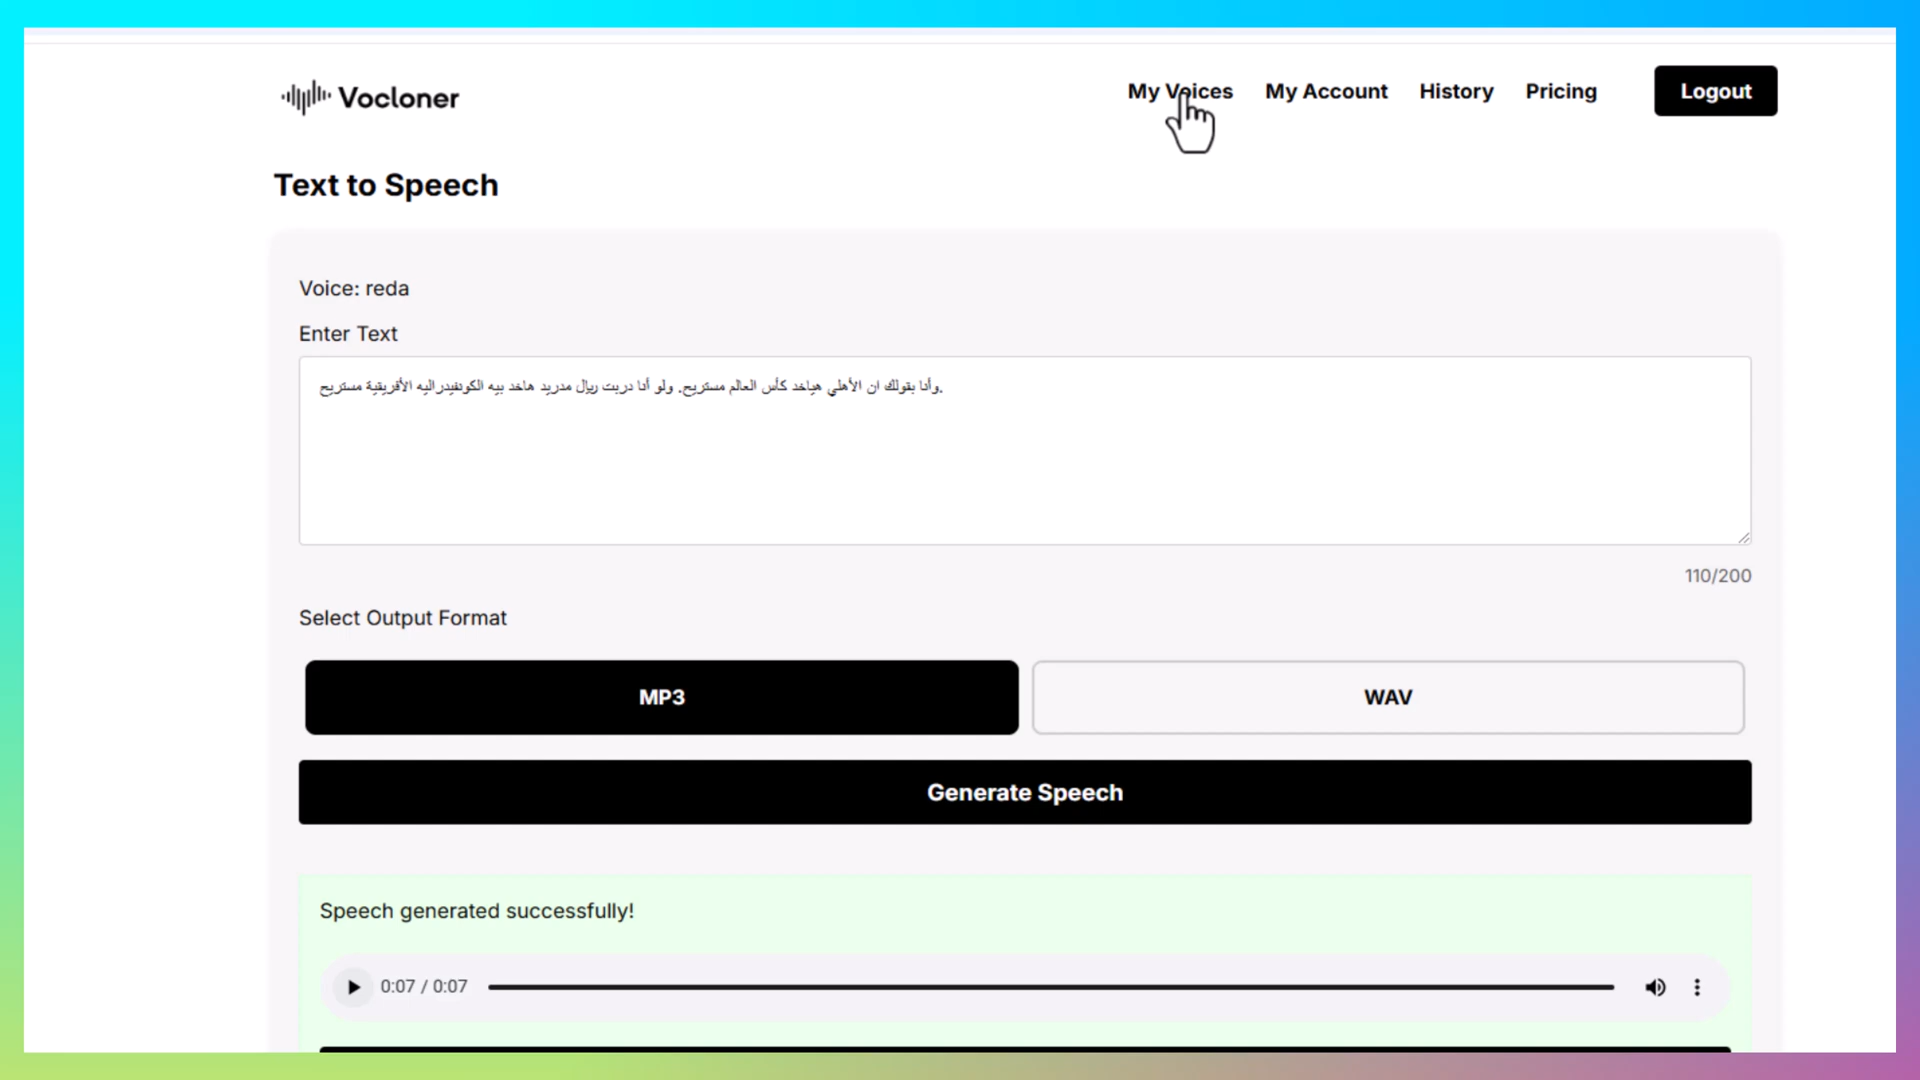 Vocloner
My Voices
My Account
History
Pricing
Logout
Text to Speech
Voice: reda
Enter Text
وأنا بقولك ان الأهلي هياخد كأس العالم مستريح. ولو أنا دربت ريال مدريد هاخد بيه الكونفيدراليه الأفريقية مستريح.
110/200
Select Output Format
MP3
WAV
Generate Speech
Speech generated successfully!
0:07 / 0:07